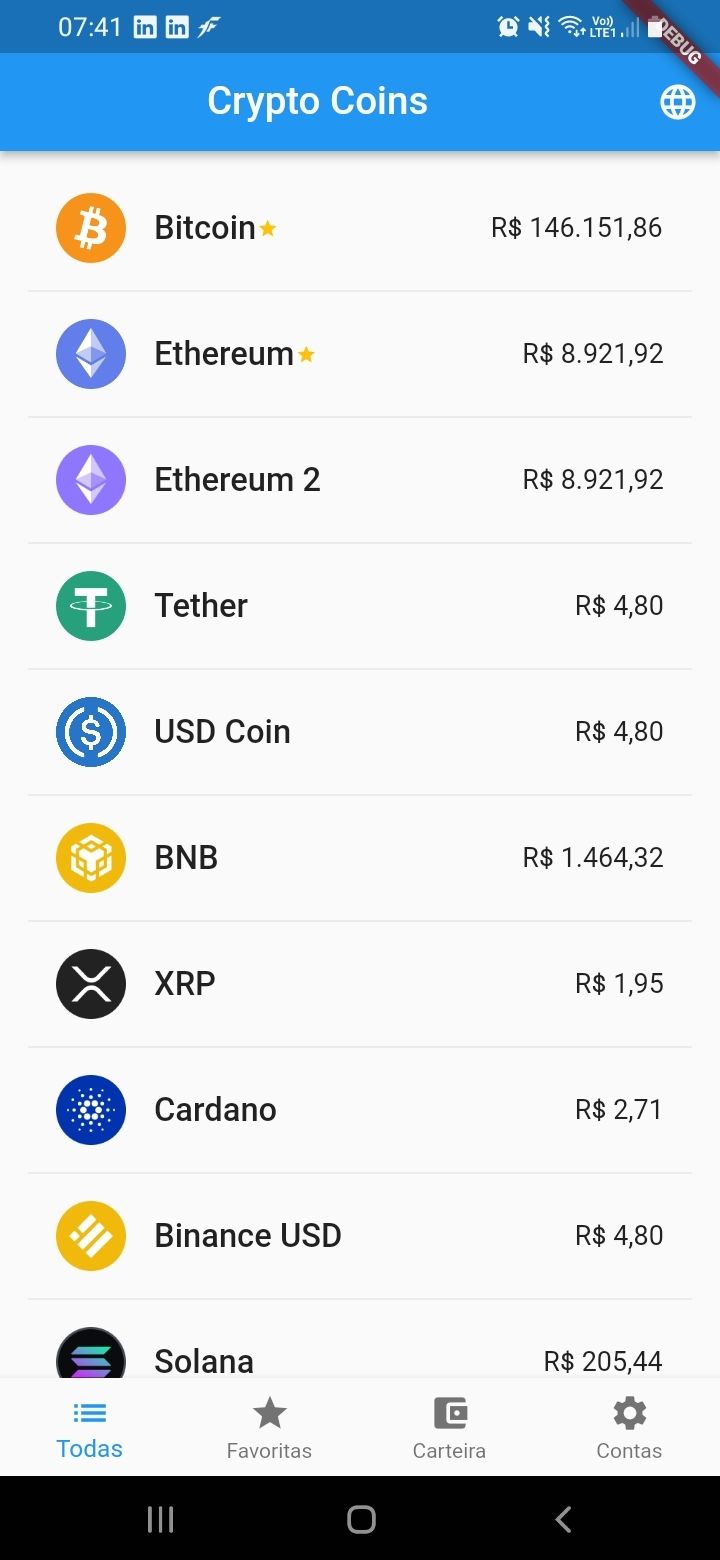 07:41
Vo))
LTE1
DEBUG
Crypto Coins
Bitcoin R$ 146.151,86
Ethereum R$ 8.921,92
Ethereum 2 R$ 8.921,92
Tether R$ 4,80
USD Coin R$ 4,80
BNB R$ 1.464,32
XRP R$ 1,95
Cardano R$ 2,71
Binance USD R$ 4,80
Solana R$ 205,44
Todas Favoritas Carteira Contas